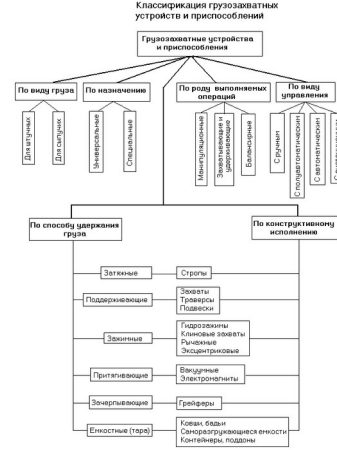 Классификация грузозахватных
устройств и приспособлений
Грузозахватные устройства
и приспособления
По виду груза
По назначению
По роду выполняемых
операций
По виду
управления
Для штучных
Для сыпучих
Универсальные
Специальные
Манипуляционные
Захватывающие и
удерживающие
Балансирные
С ручным
С полуавтоматическим
С автоматическим
По способу удержания
груза
По конструктивному
исполнению
Затяжные
Стропы
Поддерживающие
Захваты
Траверсы
Подвески
Зажимные
Гидрозажимы
Клиновые захваты
Рычажные
Эксцентриковые
Притягивающие
Вакуумные
Электромагниты
Зачерпывающие
Грейферы
Емкостные (тара)
Ковши, бадьи
Саморазгружающиеся емкости
Контейнеры, поддоны